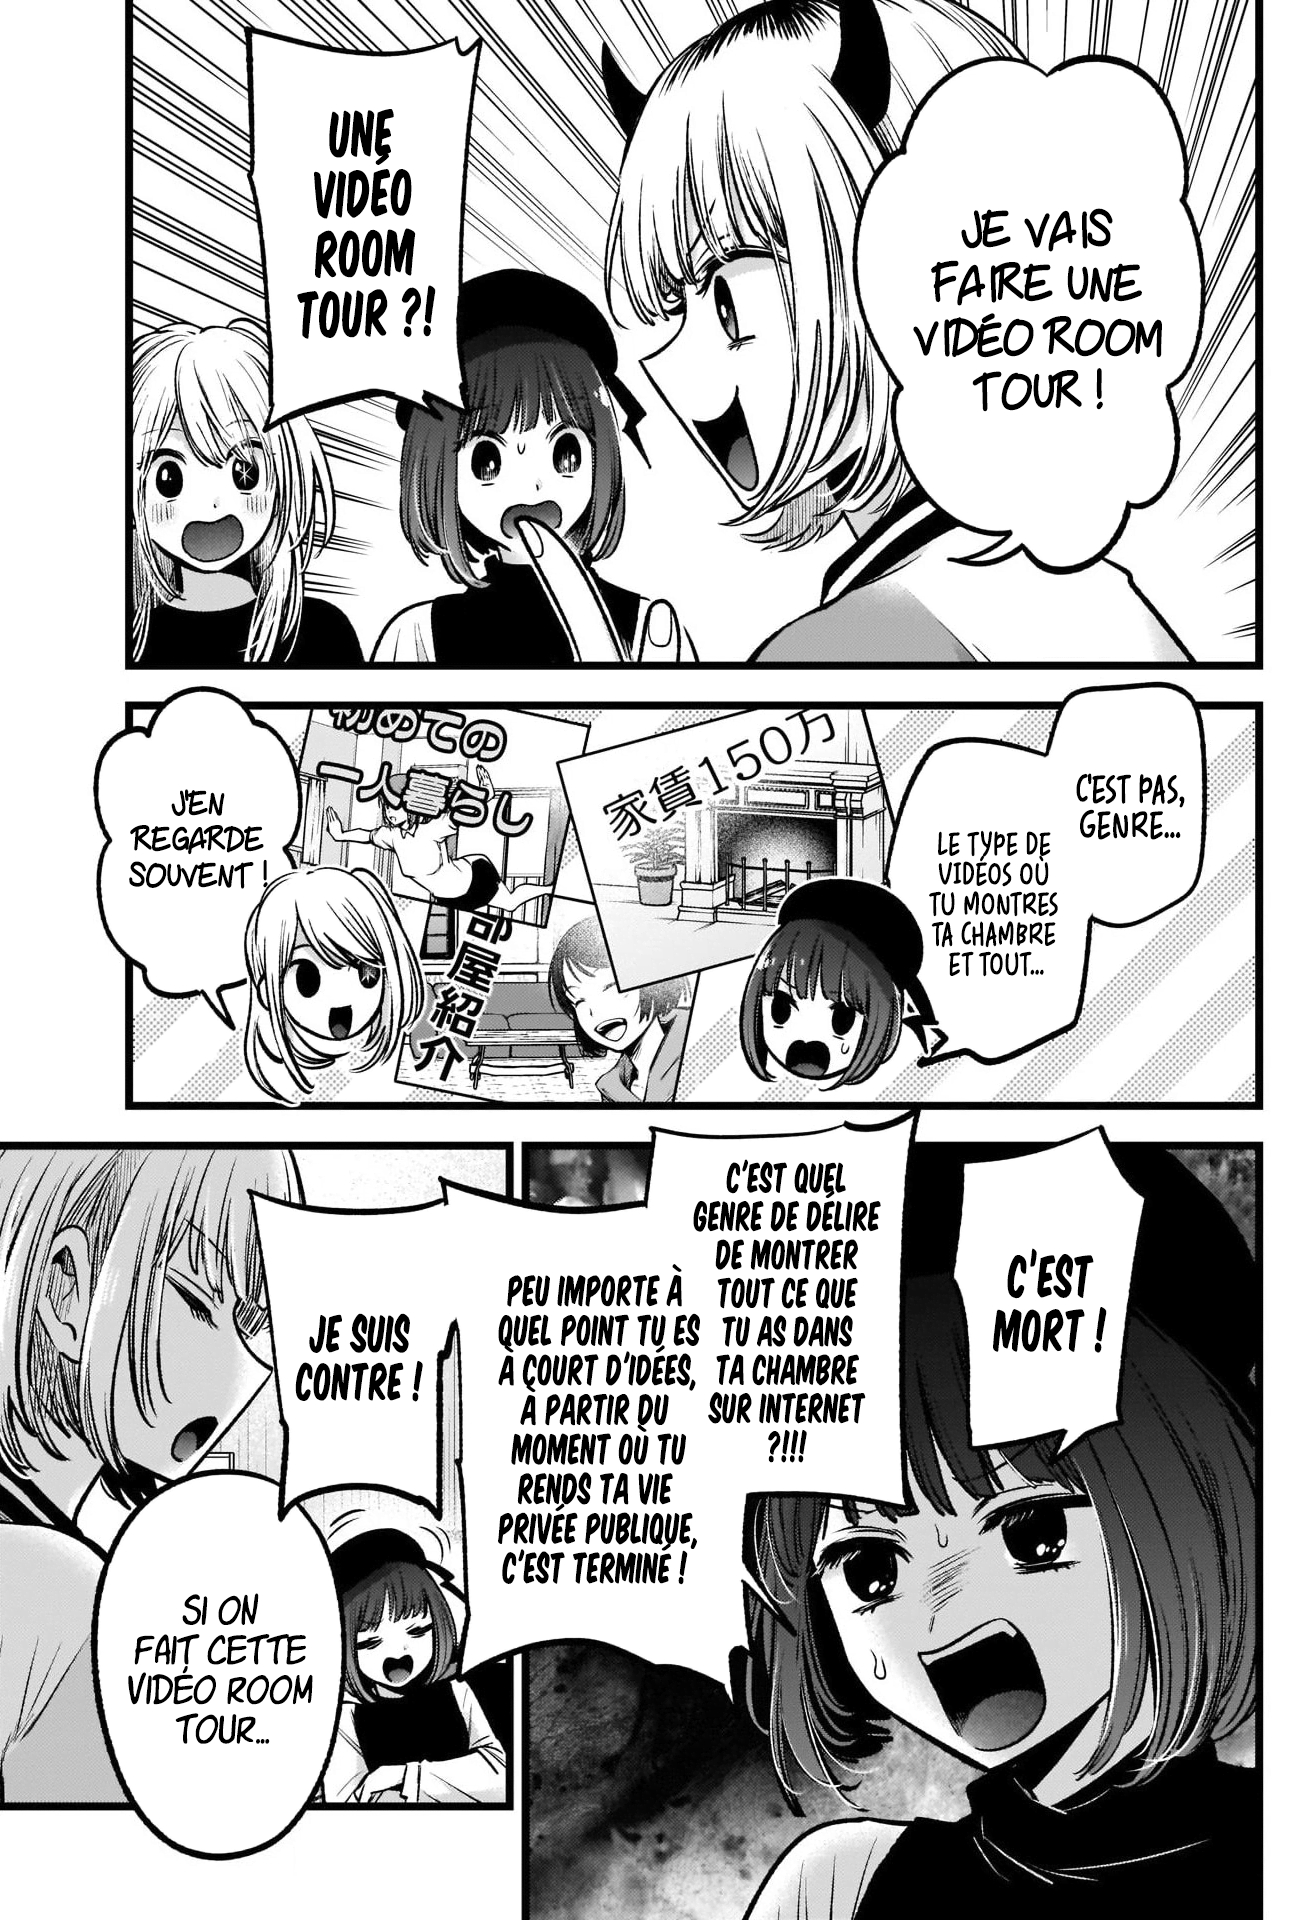 JE VAIS
FAIRE UNE
VIDÉO ROOM
TOUR !
UNE
VIDÉO
ROOM
TOUR ?!
C'EST PAS,
GENRE...
LE TYPE DE
VIDÉOS OÙ
TU MONTRES
TA CHAMBRE
ET TOUT...
家賃150万
初めての
一人暮らし
部屋紹介
J'EN
REGARDE
SOUVENT !
C'EST
MORT !
C'EST QUEL
GENRE DE DÉLIRE
DE MONTRER
TOUT CE QUE
TU AS DANS
TA CHAMBRE
SUR INTERNET
?!!!
PEU IMPORTE À
QUEL POINT TU ES
À COURT D'IDÉES,
À PARTIR DU
MOMENT OÙ TU
RENDS TA VIE
PRIVÉE PUBLIQUE,
C'EST TERMINÉ !
JE SUIS
CONTRE !
SI ON
FAIT CETTE
VIDÉO ROOM
TOUR...